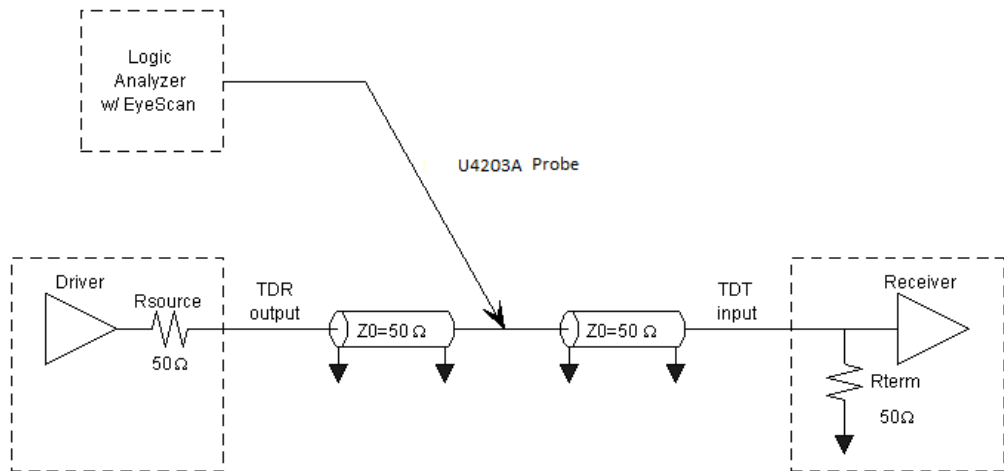 Logic
Analyzer
w/ EyeScan
U4203A Probe
Driver
Rsource
50Ω
TDR
output
Z0=50 Ω
Z0=50 Ω
TDT
input
Receiver
Rterm
50Ω